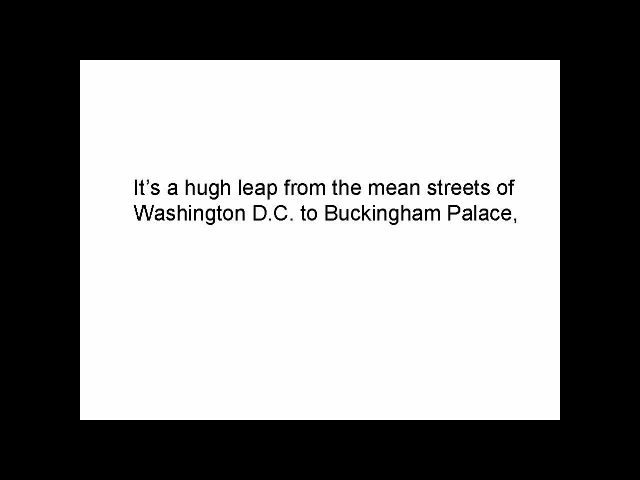 It’s a hugh leap from the mean streets of
Washington D.C. to Buckingham Palace,